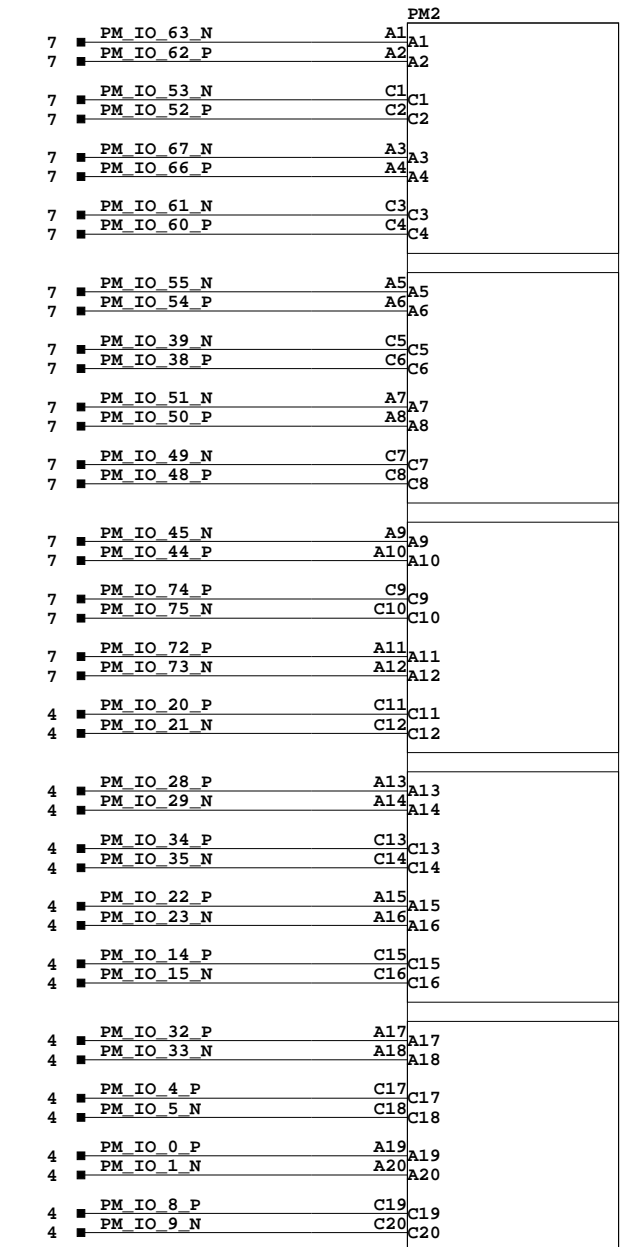 PM2
7 PM_IO_63_N A1 A1
7 PM_IO_62_P A2 A2
7 PM_IO_53_N C1 C1
7 PM_IO_52_P C2 C2
7 PM_IO_67_N A3 A3
7 PM_IO_66_P A4 A4
7 PM_IO_61_N C3 C3
7 PM_IO_60_P C4 C4
7 PM_IO_55_N A5 A5
7 PM_IO_54_P A6 A6
7 PM_IO_39_N C5 C5
7 PM_IO_38_P C6 C6
7 PM_IO_51_N A7 A7
7 PM_IO_50_P A8 A8
7 PM_IO_49_N C7 C7
7 PM_IO_48_P C8 C8
7 PM_IO_45_N A9 A9
7 PM_IO_44_P A10 A10
7 PM_IO_74_P C9 C9
7 PM_IO_75_N C10 C10
7 PM_IO_72_P A11 A11
7 PM_IO_73_N A12 A12
4 PM_IO_20_P C11 C11
4 PM_IO_21_N C12 C12
4 PM_IO_28_P A13 A13
4 PM_IO_29_N A14 A14
4 PM_IO_34_P C13 C13
4 PM_IO_35_N C14 C14
4 PM_IO_22_P A15 A15
4 PM_IO_23_N A16 A16
4 PM_IO_14_P C15 C15
4 PM_IO_15_N C16 C16
4 PM_IO_32_P A17 A17
4 PM_IO_33_N A18 A18
4 PM_IO_4_P C17 C17
4 PM_IO_5_N C18 C18
4 PM_IO_0_P A19 A19
4 PM_IO_1_N A20 A20
4 PM_IO_8_P C19 C19
4 PM_IO_9_N C20 C20